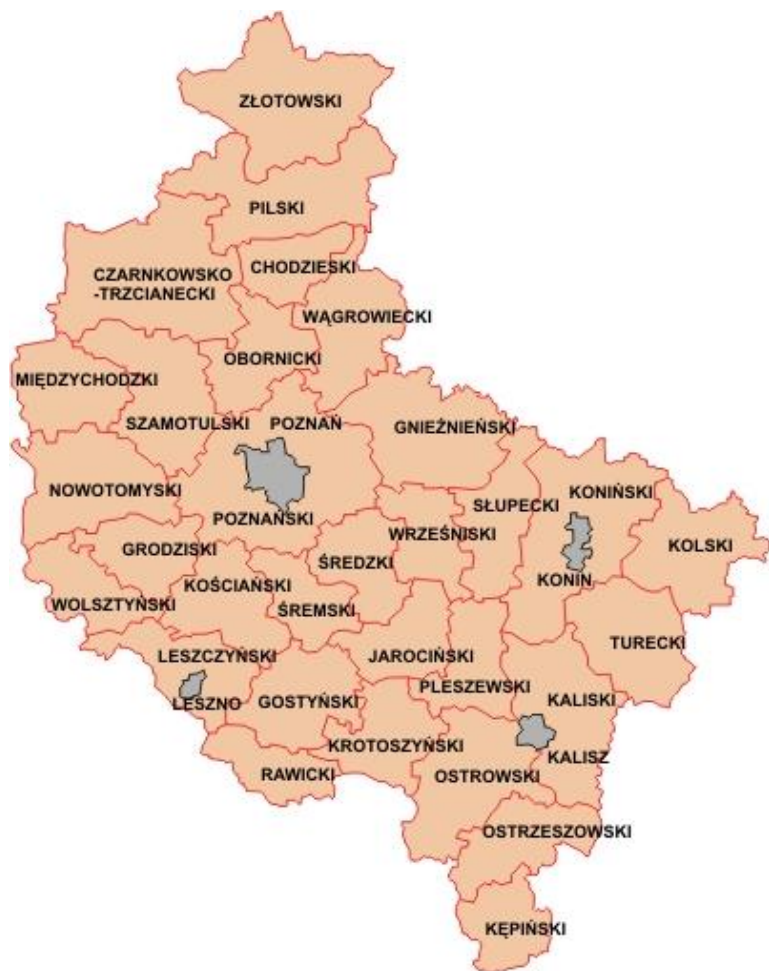 ZŁOTOWSKI
PILSKI
CHODZIESKI
CZARNKOWSKO
-TRZCIANECKI
WĄGROWIECKI
OBORNICKI
MIĘDZYCHODZKI
SZAMOTULSKI
POZNAŃ
GNIEŹNIEŃSKI
NOWOTOMYSKI
KONIŃSKI
SŁUPECKI
POZNAŃSKI
WRZEŚNISKI
KOLSKI
GRODZISKI
ŚREDZKI
KOŚCIAŃSKI
KONIN
WOLSZTYŃSKI
ŚREMSKI
TURECKI
LESZCZYŃSKI
JAROCIŃSKI
PLESZEWSKI
LESZNO
GOSTYŃSKI
KALISKI
KROTOSZYŃSKI
KALISZ
RAWICKI
OSTROWSKI
OSTRZESZOWSKI
KĘPIŃSKI